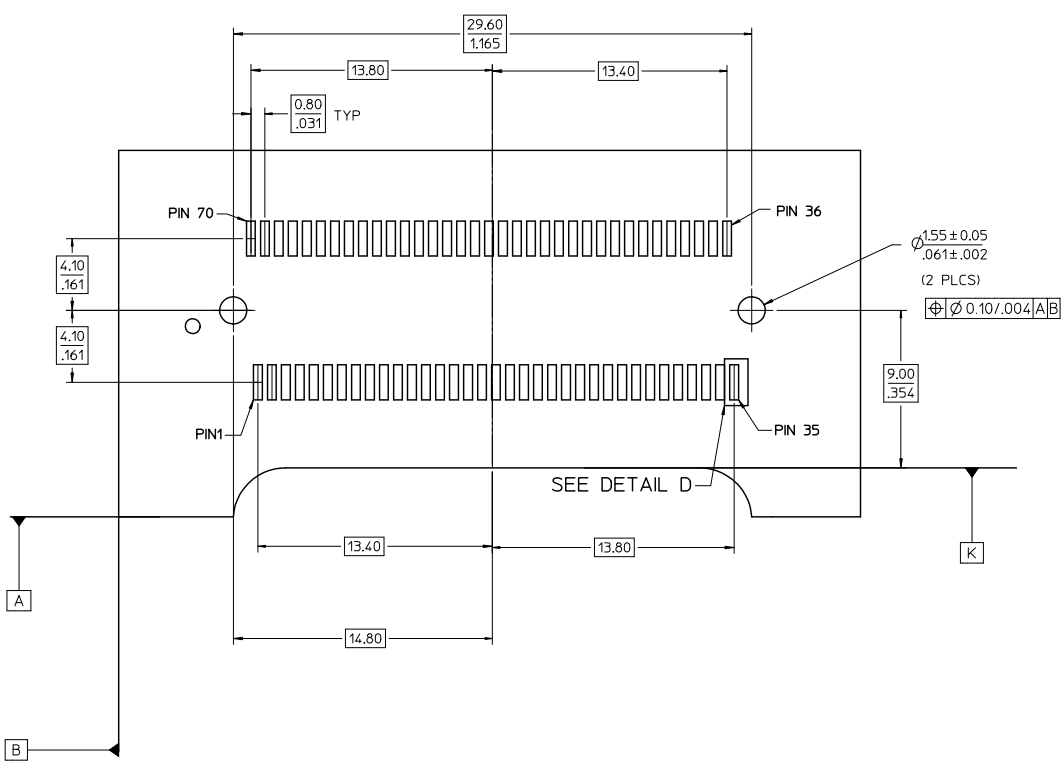 29.60
1.165
13.80
13.40
0.80
.031
TYP
PIN 70
PIN 36
Ø1.55±0.05
.061±.002
(2 PLCS)
⌖ Ø 0.10/.004 A B
4.10
.161
4.10
.161
9.00
.354
PIN1
PIN 35
SEE DETAIL D
13.40
13.80
K
A
14.80
B